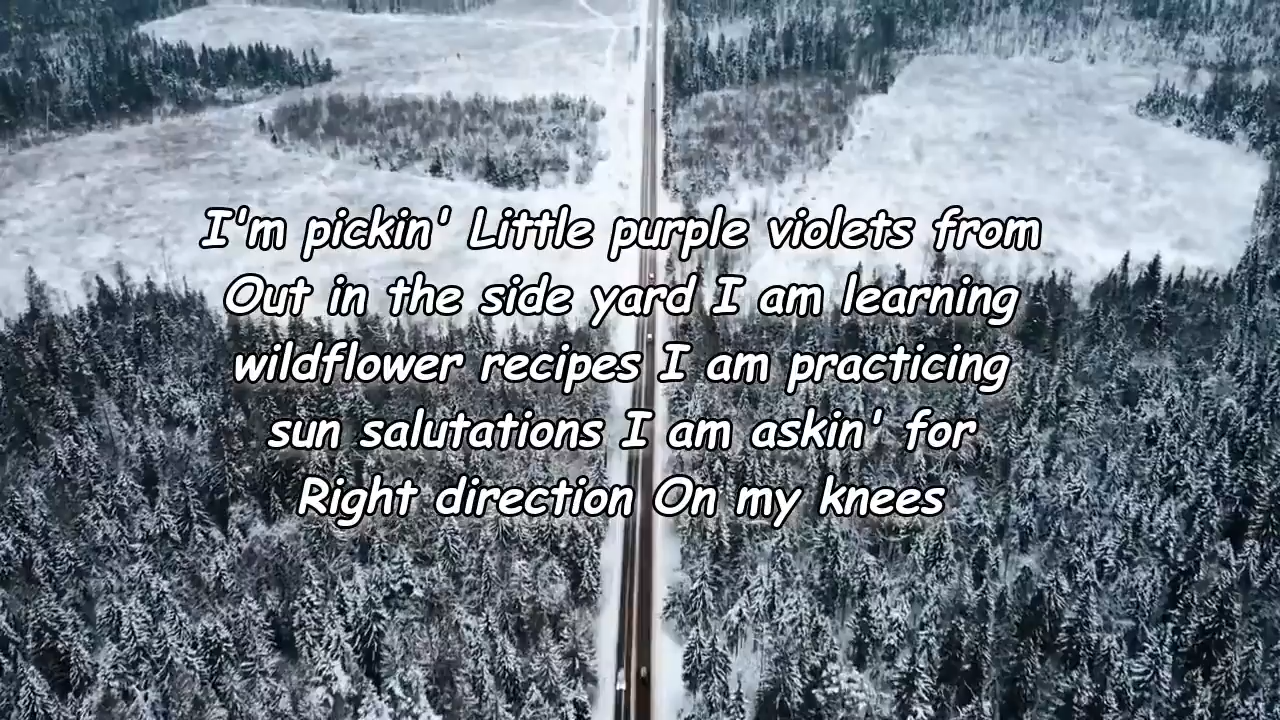 I'm pickin' Little purple violets from
Out in the side yard I am learning
wildflower recipes I am practicing
sun salutations I am askin' for
Right direction On my knees